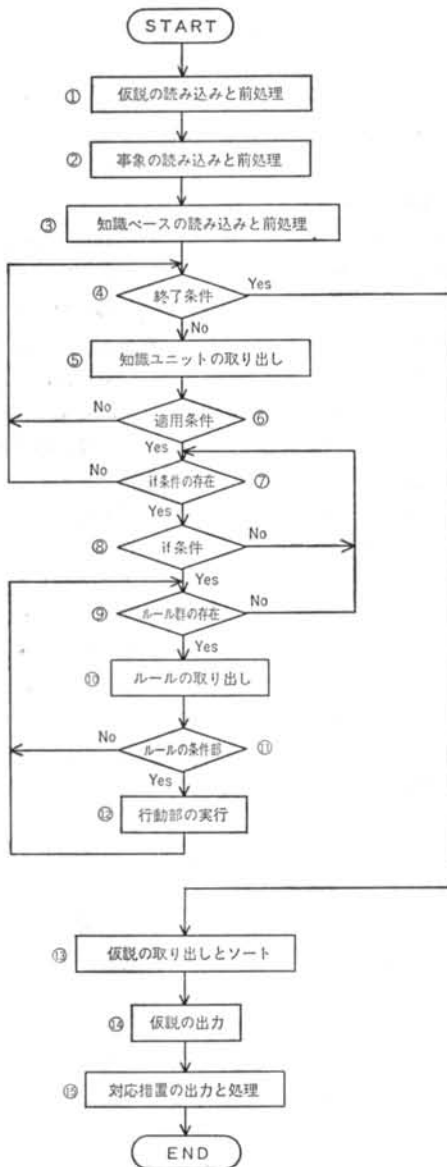 START
① 仮説の読み込みと前処理
② 事象の読み込みと前処理
③ 知識ベースの読み込みと前処理
④ 終了条件 Yes
No
⑤ 知識ユニットの取り出し
No 適用条件 ⑥
Yes
No if条件の存在 ⑦
Yes
⑧ if条件 No
Yes
⑨ ルール群の存在 No
Yes
⑩ ルールの取り出し
No ルールの条件部 ⑪
Yes
⑫ 行動部の実行
⑬ 仮説の取り出しとソート
⑭ 仮説の出力
⑮ 対応措置の出力と処理
END